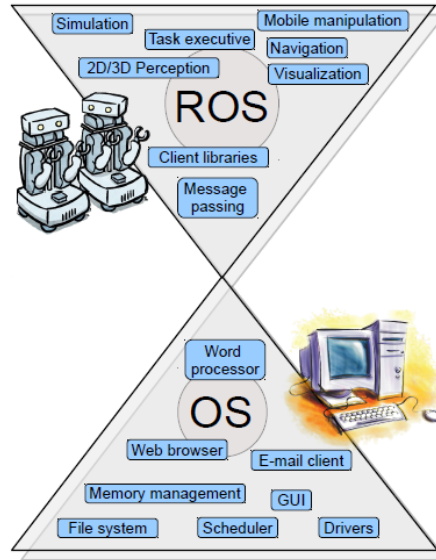 Simulation
Mobile manipulation
Task executive
Navigation
2D/3D Perception
Visualization
ROS
Client libraries
Message
passing
Word
processor
OS
Web browser
E-mail client
Memory management
GUI
File system
Scheduler
Drivers